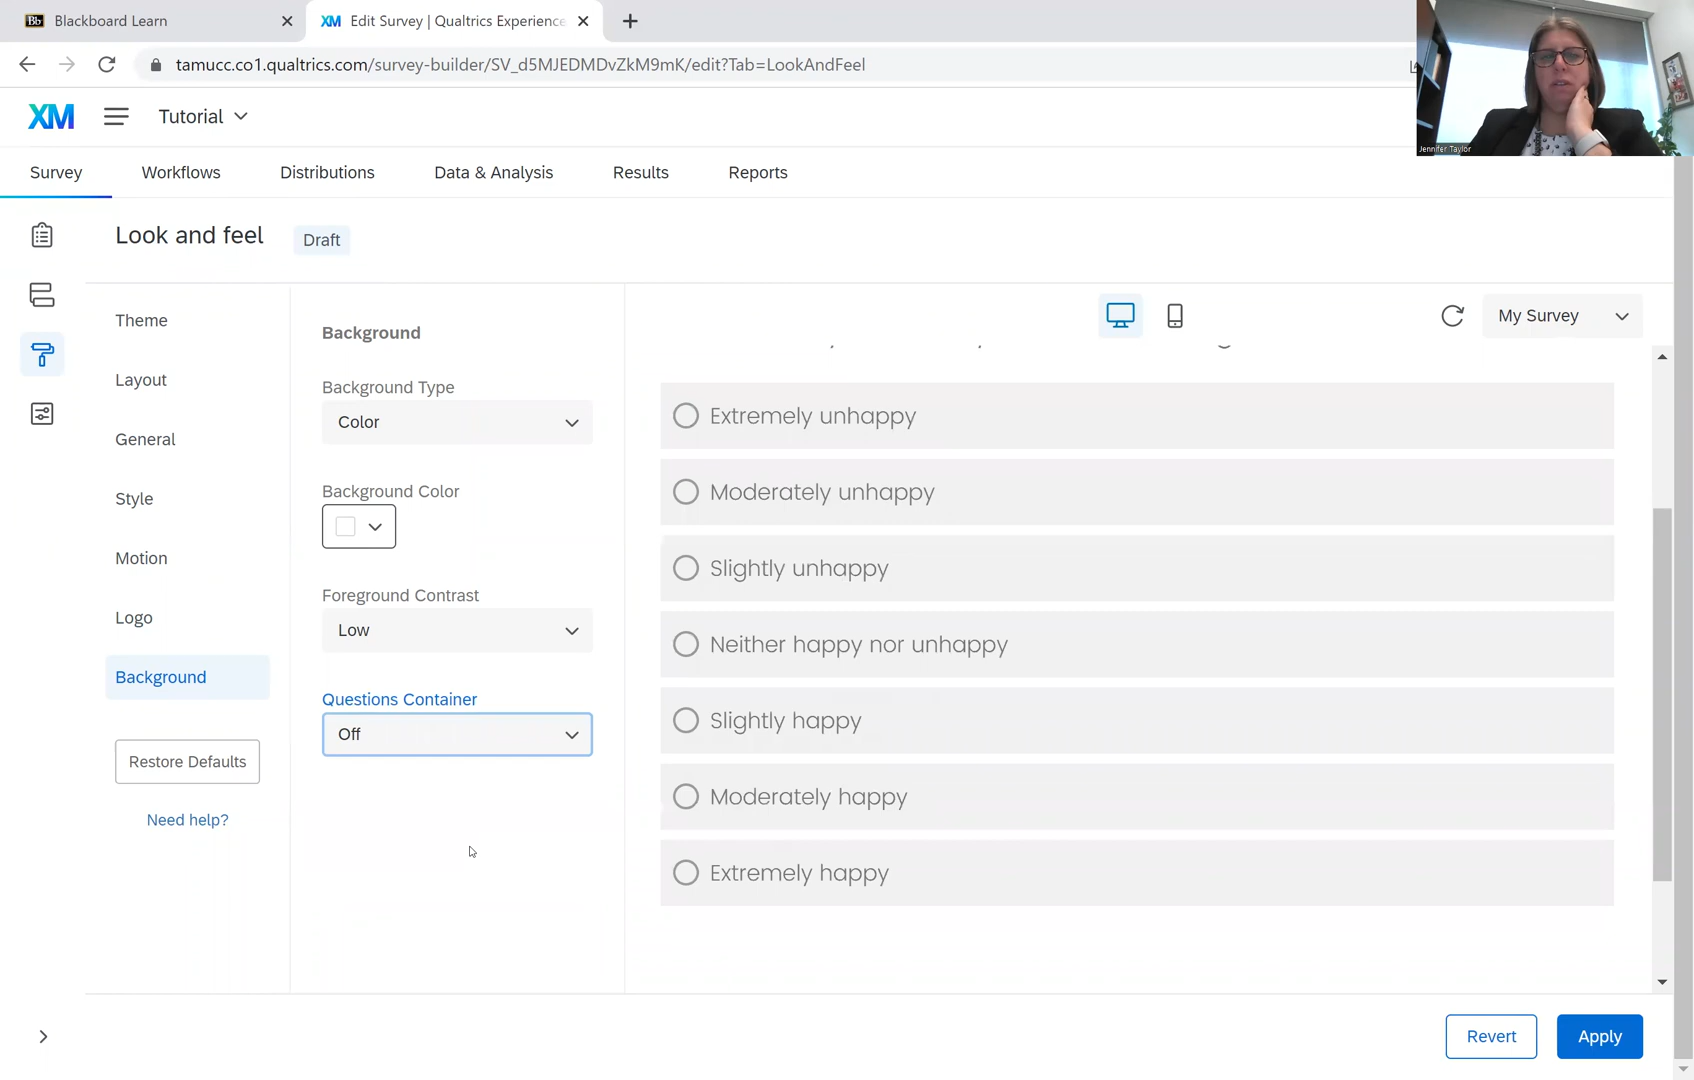 Bb Blackboard Learn
XM Edit Survey | Qualtrics Experience
tamucc.co1.qualtrics.com/survey-builder/SV_d5MJEDMDvZkM9mK/edit?Tab=LookAndFeel
Jennifer Taylor
XM Tutorial
Survey Workflows Distributions Data & Analysis Results Reports
Look and feel Draft
Theme
Layout
General
Style
Motion
Logo
Background
Restore Defaults
Need help?
Background
Background Type
Color
Background Color
Foreground Contrast
Low
Questions Container
Off
My Survey
Extremely unhappy
Moderately unhappy
Slightly unhappy
Neither happy nor unhappy
Slightly happy
Moderately happy
Extremely happy
Revert Apply